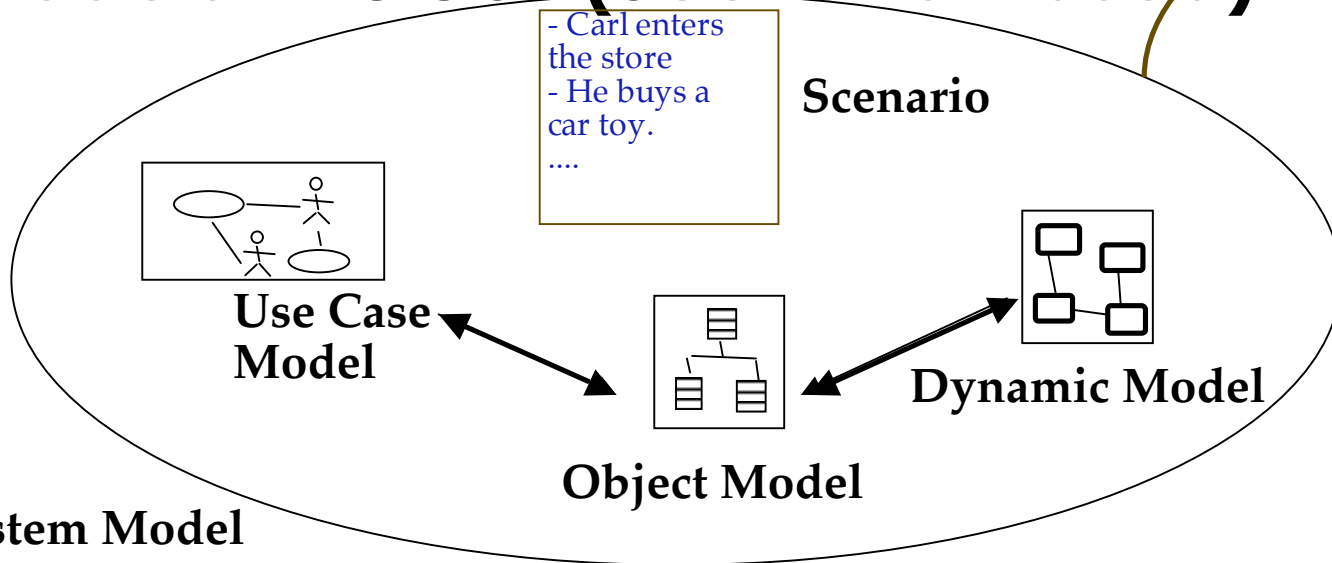 - Carl enters
the store
- He buys a
car toy.
....
Scenario
Use Case
Model
Dynamic Model
Object Model
stem Model